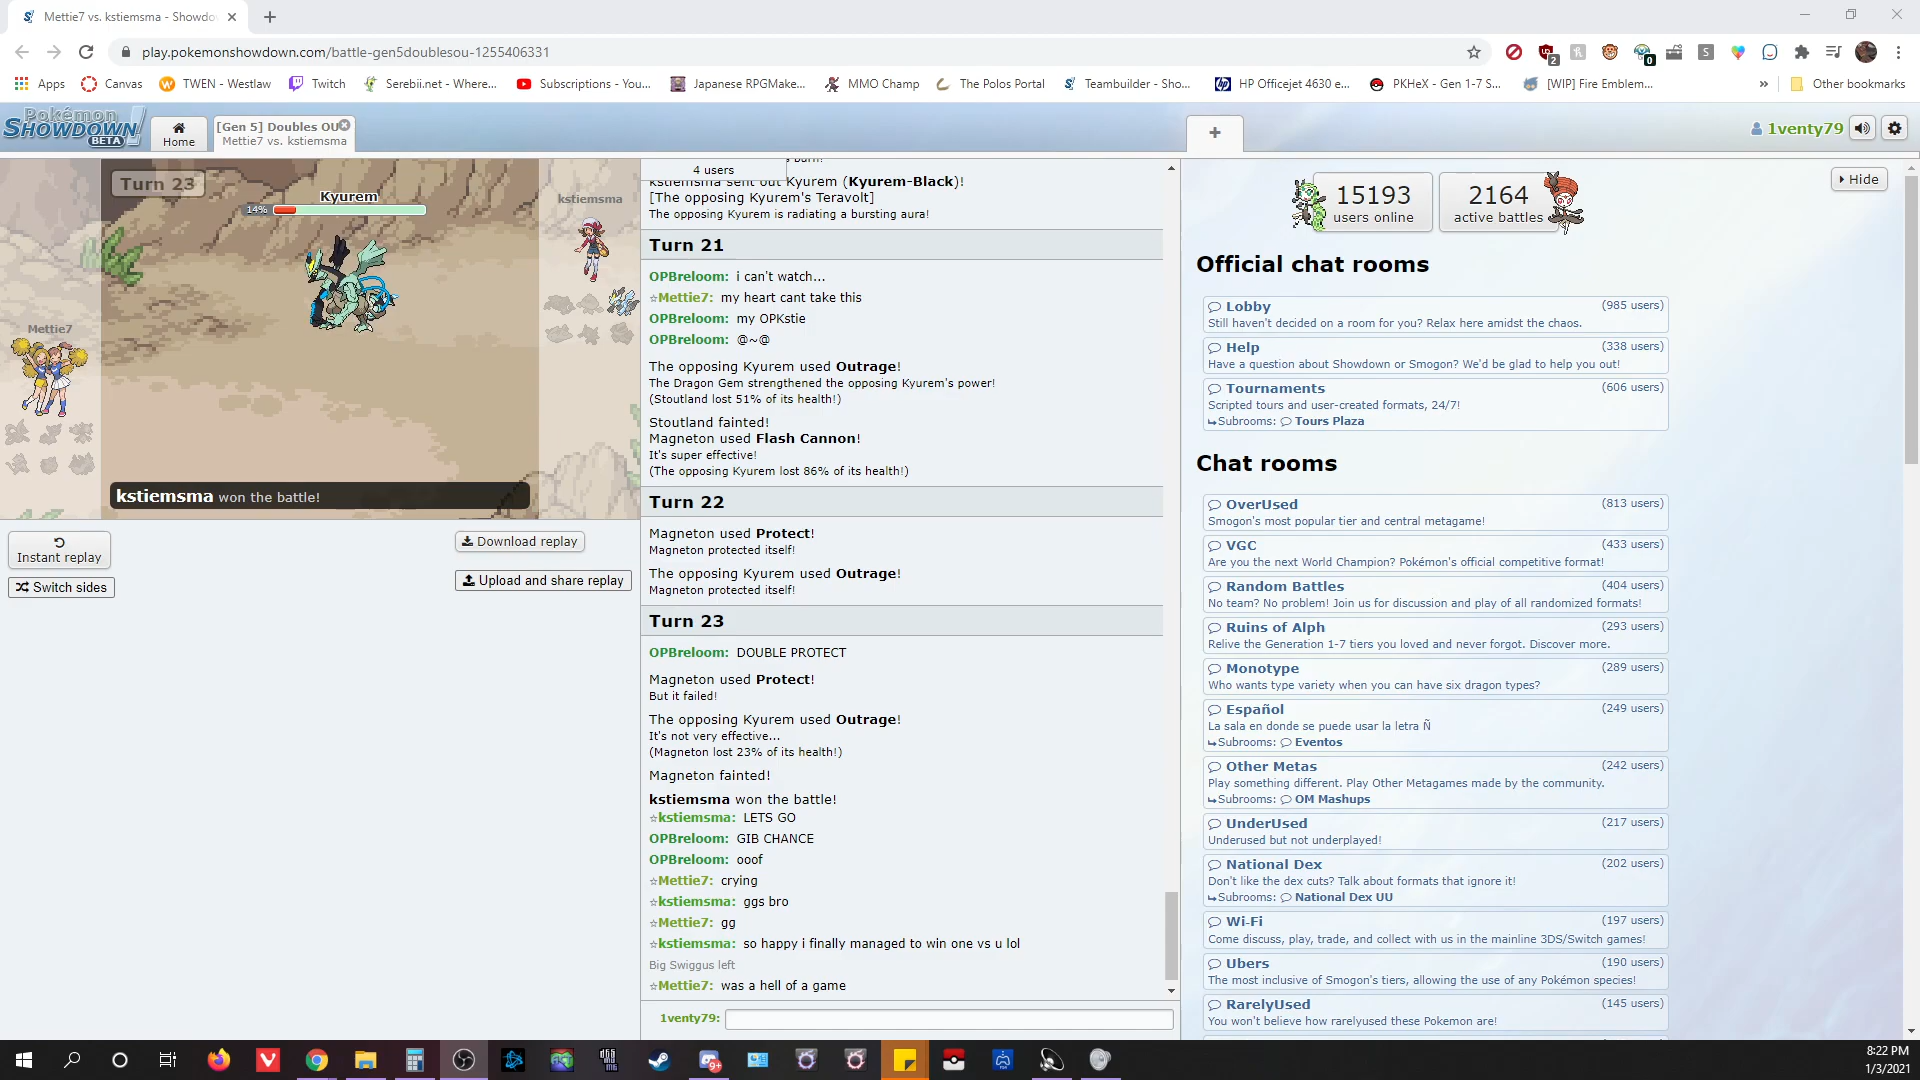 Mettie7 vs. kstiemsma - Showdo
play.pokemonshowdown.com/battle-gen5doublesou-1255406331
2
0
S
Apps
Canvas
TWEN - Westlaw
Twitch
Serebii.net - Where...
Subscriptions - You...
Japanese RPGMake...
MMO Champ
The Polos Portal
Teambuilder - Sho...
HP Officejet 4630 e...
PKHeX - Gen 1-7 S...
[WIP] Fire Emblem...
»
Other bookmarks
Pokémon
SHOWDOWN!
BETA
Home
[Gen 5] Doubles OU
Mettie7 vs. kstiemsma
+
1venty79
Turn 23
Kyurem
14%
kstiemsma
Mettie7
kstiemsma won the battle!
Instant replay
Switch sides
Download replay
Upload and share replay
4 users
kstiemsma sent out Kyurem (Kyurem-Black)!
[The opposing Kyurem's Teravolt]
The opposing Kyurem is radiating a bursting aura!
Turn 21
OPBreloom: i can't watch...
☆Mettie7: my heart cant take this
OPBreloom: my OPKstie
OPBreloom: @~@
The opposing Kyurem used Outrage!
The Dragon Gem strengthened the opposing Kyurem's power!
(Stoutland lost 51% of its health!)
Stoutland fainted!
Magneton used Flash Cannon!
It's super effective!
(The opposing Kyurem lost 86% of its health!)
Turn 22
Magneton used Protect!
Magneton protected itself!
The opposing Kyurem used Outrage!
Magneton protected itself!
Turn 23
OPBreloom: DOUBLE PROTECT
Magneton used Protect!
But it failed!
The opposing Kyurem used Outrage!
It's not very effective...
(Magneton lost 23% of its health!)
Magneton fainted!
kstiemsma won the battle!
☆kstiemsma: LETS GO
OPBreloom: GIB CHANCE
OPBreloom: ooof
☆Mettie7: crying
☆kstiemsma: ggs bro
☆Mettie7: gg
☆kstiemsma: so happy i finally managed to win one vs u lol
Big Swiggus left
☆Mettie7: was a hell of a game
1venty79:
15193
users online
2164
active battles
Hide
Official chat rooms
Lobby (985 users)
Still haven't decided on a room for you? Relax here amidst the chaos.
Help (338 users)
Have a question about Showdown or Smogon? We'd be glad to help you out!
Tournaments (606 users)
Scripted tours and user-created formats, 24/7!
Subrooms: Tours Plaza
Chat rooms
OverUsed (813 users)
Smogon's most popular tier and central metagame!
VGC (433 users)
Are you the next World Champion? Pokémon's official competitive format!
Random Battles (404 users)
No team? No problem! Join us for discussion and play of all randomized formats!
Ruins of Alph (293 users)
Relive the Generation 1-7 tiers you loved and never forgot. Discover more.
Monotype (289 users)
Who wants type variety when you can have six dragon types?
Español (249 users)
La sala en donde se puede usar la letra Ñ
Subrooms: Eventos
Other Metas (242 users)
Play something different. Play Other Metagames made by the community.
Subrooms: OM Mashups
UnderUsed (217 users)
Underused but not underplayed!
National Dex (202 users)
Don't like the dex cuts? Talk about formats that ignore it!
Subrooms: National Dex UU
Wi-Fi (197 users)
Come discuss, play, trade, and collect with us in the mainline 3DS/Switch games!
Ubers (190 users)
The most inclusive of Smogon's tiers, allowing the use of any Pokémon species!
RarelyUsed (145 users)
You won't believe how rarelyused these Pokemon are!
9+
8:22 PM
1/3/2021